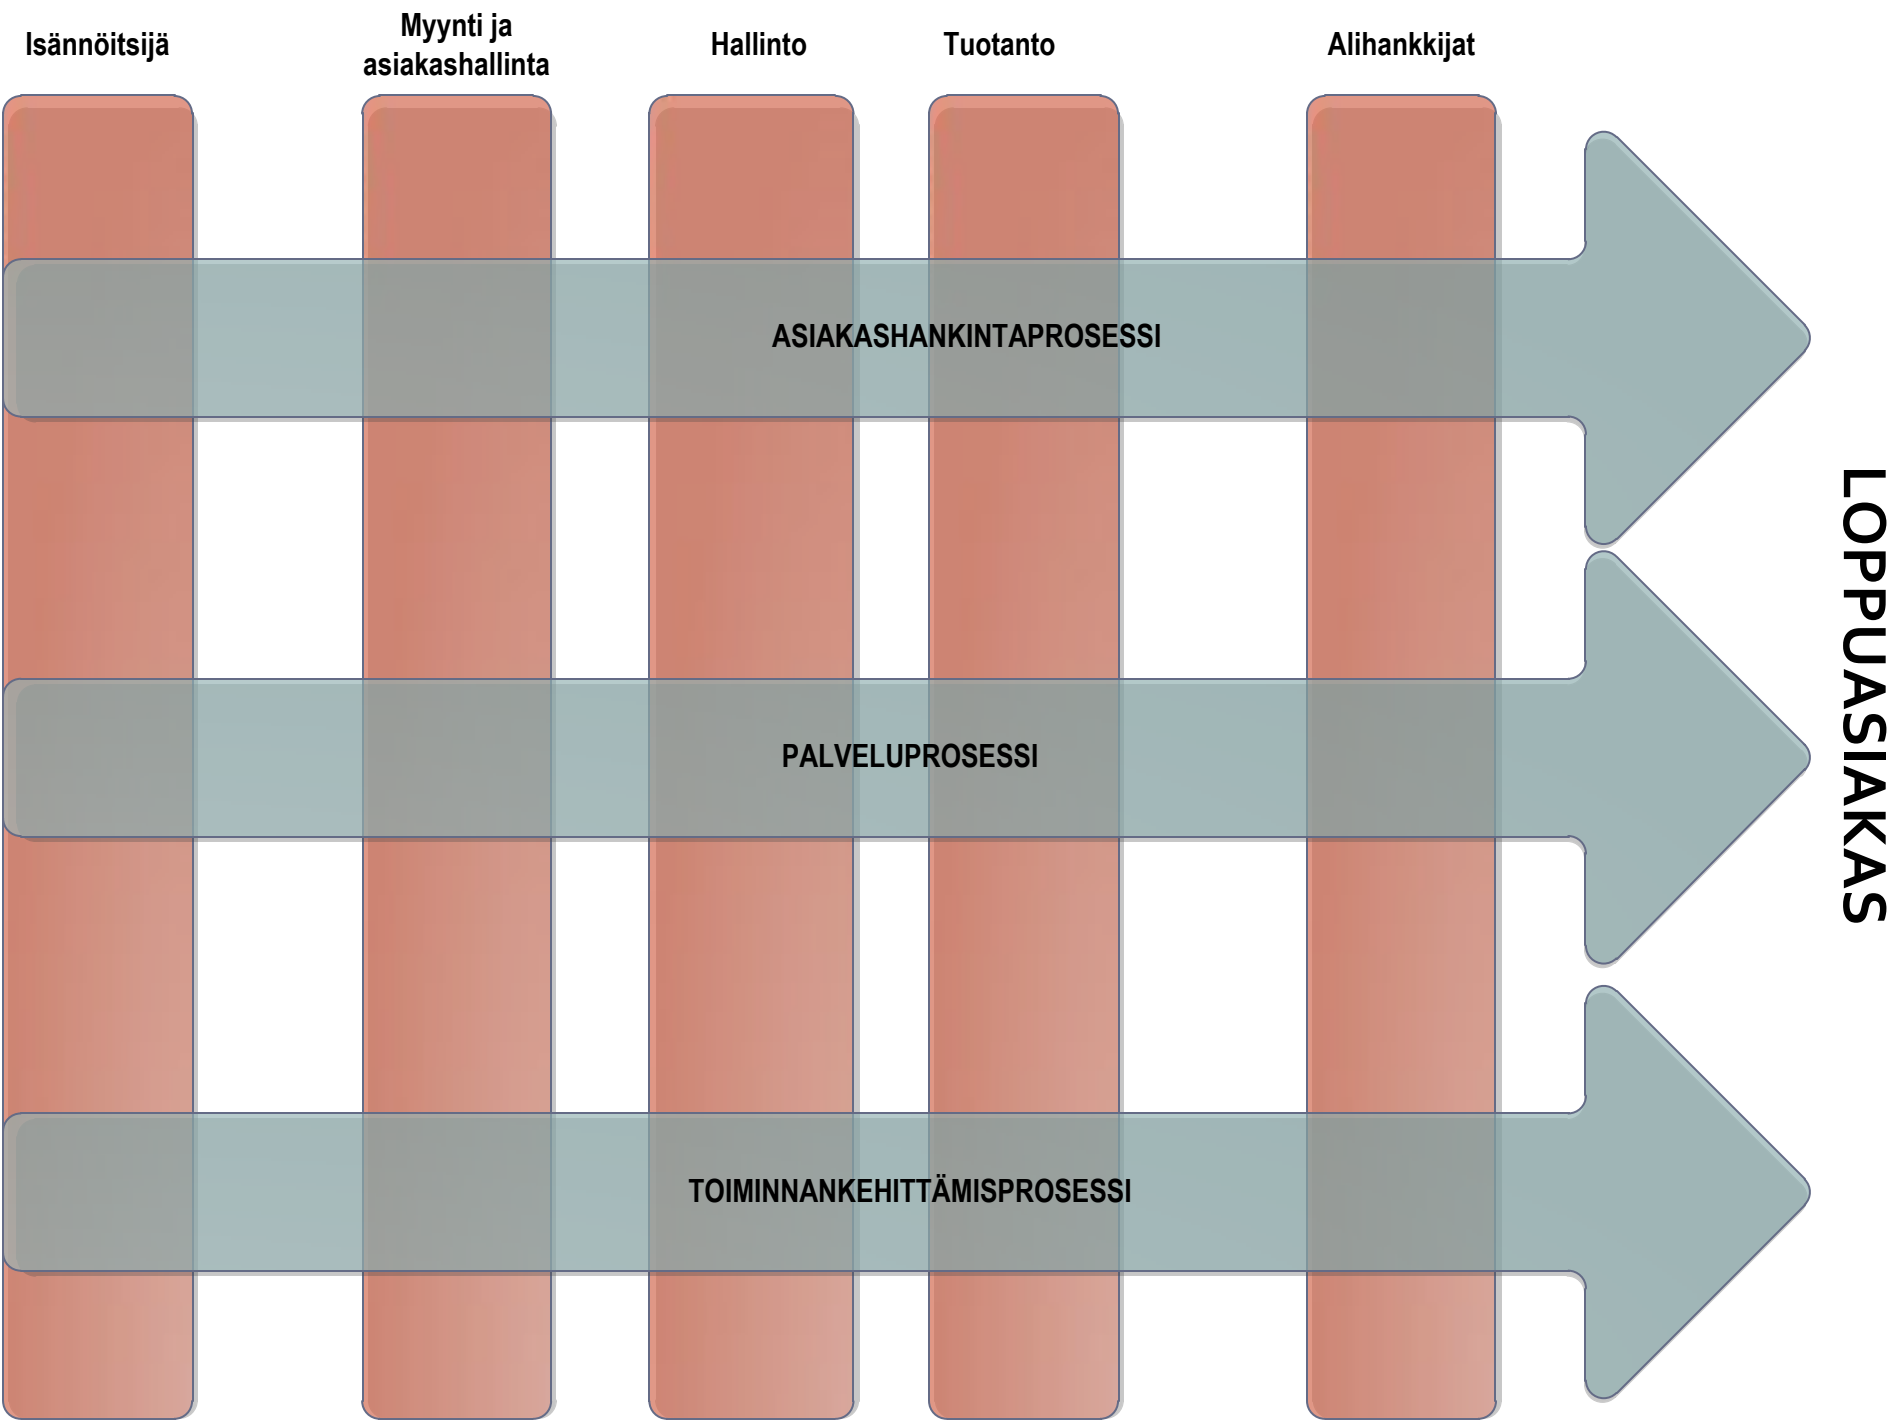 Isännöitsijä
Myynti ja
asiakashallinta
Hallinto
Tuotanto
Alihankkijat
ASIAKASHANKINTAPROSESSI
PALVELUPROSESSI
TOIMINNANKEHITTÄMISPROSESSI
LOPPUASIAKAS